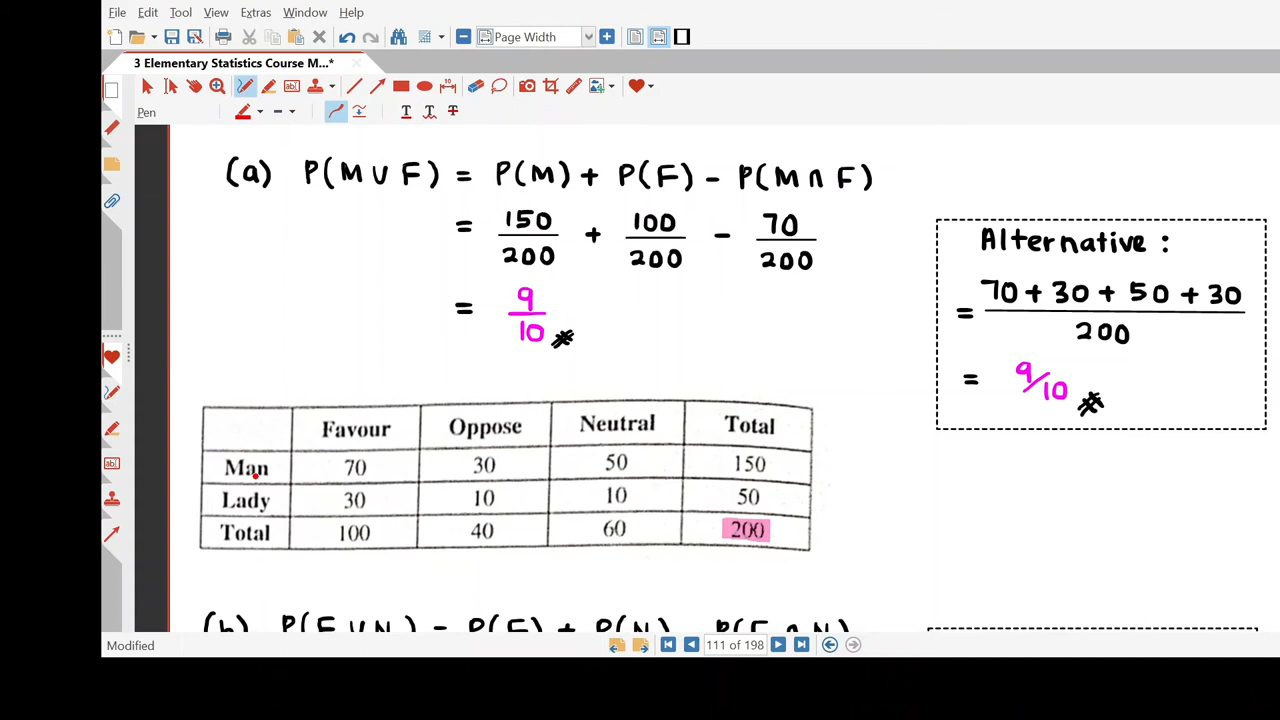 File Edit Tool View Extras Window Help
Page Width
3 Elementary Statistics Course M...*
Pen
(a) P(M ∪ F) = P(M) + P(F) - P(M ∩ F)
= 150/200 + 100/200 - 70/200
= 9/10 *
Alternative :
= 70 + 30 + 50 + 30 / 200
= 9/10 *
Favour Oppose Neutral Total
Man 70 30 50 150
Lady 30 10 10 50
Total 100 40 60 200
(b) P(F ∪ N) = P(F) + P(N) - P(F ∩ N)
Modified 111 of 198